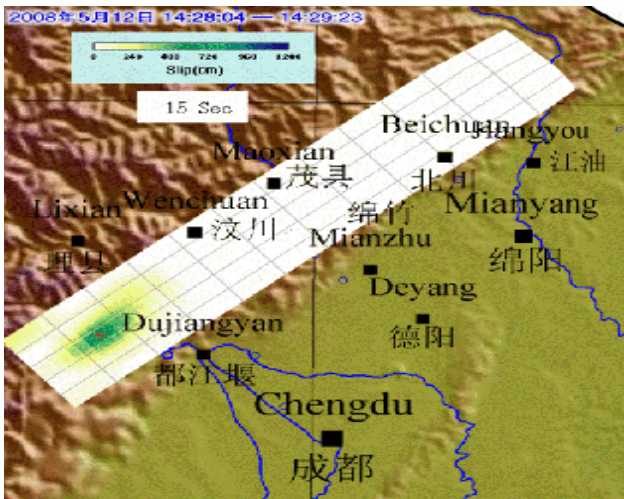 2008年5月12日 14:28:04 — 14:29:23
0 240 480 720 960 1200
Slip(cm)
15 Sec
Beichuan
北川
Jiangyou
江油
Maoxian
茂县
绵竹
Mianzhu
Mianyang
绵阳
Lixian
理县
Wenchuan
汶川
Deyang
德阳
Dujiangyan
都江堰
Chengdu
成都